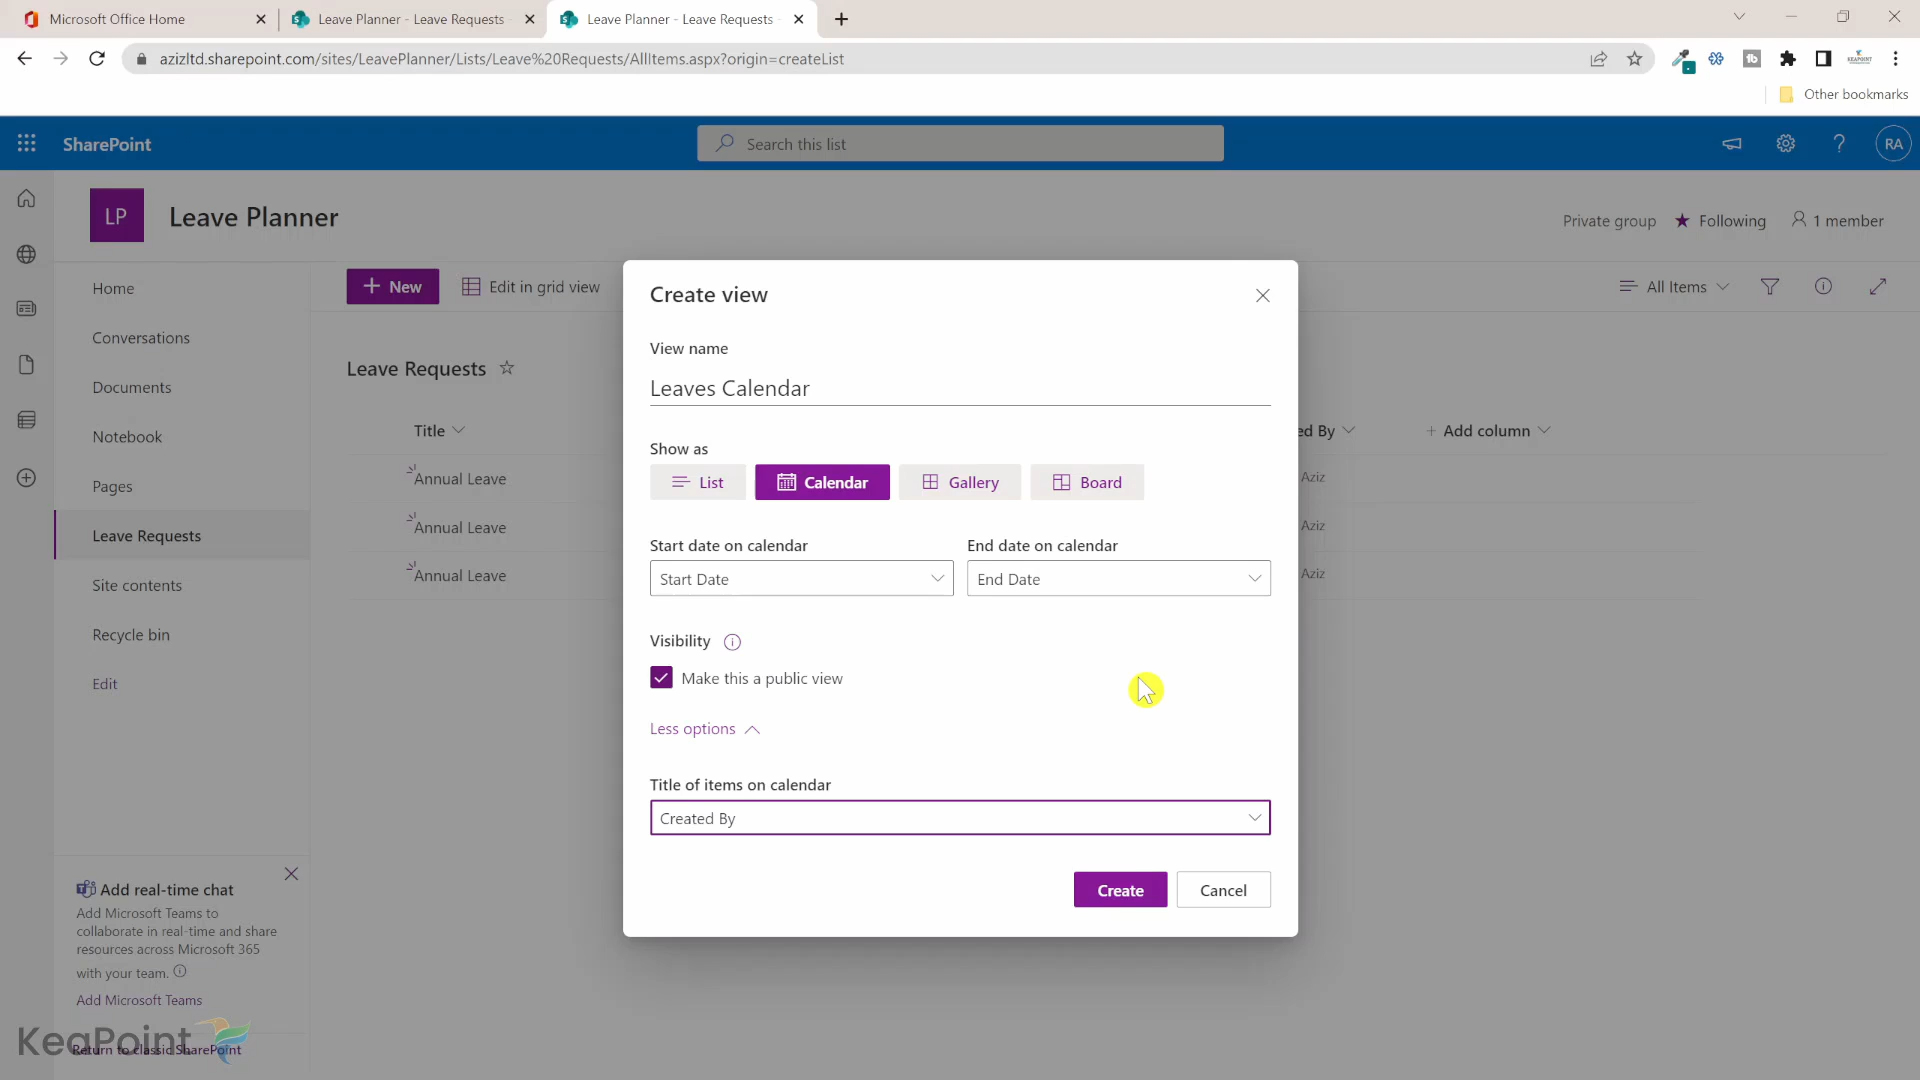 Microsoft Office Home
Leave Planner - Leave Requests
Leave Planner - Leave Requests
azizltd.sharepoint.com/sites/LeavePlanner/Lists/Leave%20Requests/AllItems.aspx?origin=createList
Other bookmarks
SharePoint
Search this list
RA
LP
Leave Planner
Private group
Following
1 member
Home
Conversations
Documents
Notebook
Pages
Leave Requests
Site contents
Recycle bin
Edit
New
Edit in grid view
All Items
Leave Requests
Title
ed By
Add column
Annual Leave
Aziz
Annual Leave
Aziz
Annual Leave
Aziz
Create view
View name
Leaves Calendar
Show as
List
Calendar
Gallery
Board
Start date on calendar
End date on calendar
Start Date
End Date
Visibility
Make this a public view
Less options
Title of items on calendar
Created By
Create
Cancel
Add real-time chat
Add Microsoft Teams to
collaborate in real-time and share
resources across Microsoft 365
with your team.
Add Microsoft Teams
KeaPoint
Return to classic SharePoint